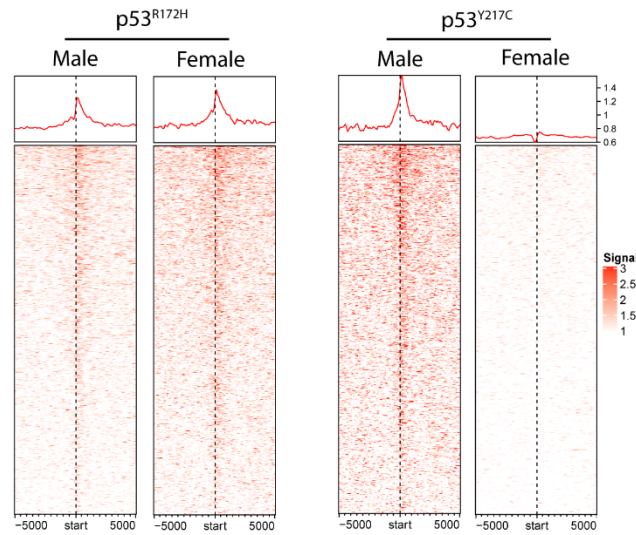 p53R172H
p53Y217C
Male
Female
Male
Female
1.4
1.2
1
0.8
0.6
Signal
3
2.5
2
1.5
1
−5000 start 5000
−5000 start 5000
−5000 start 5000
−5000 start 5000